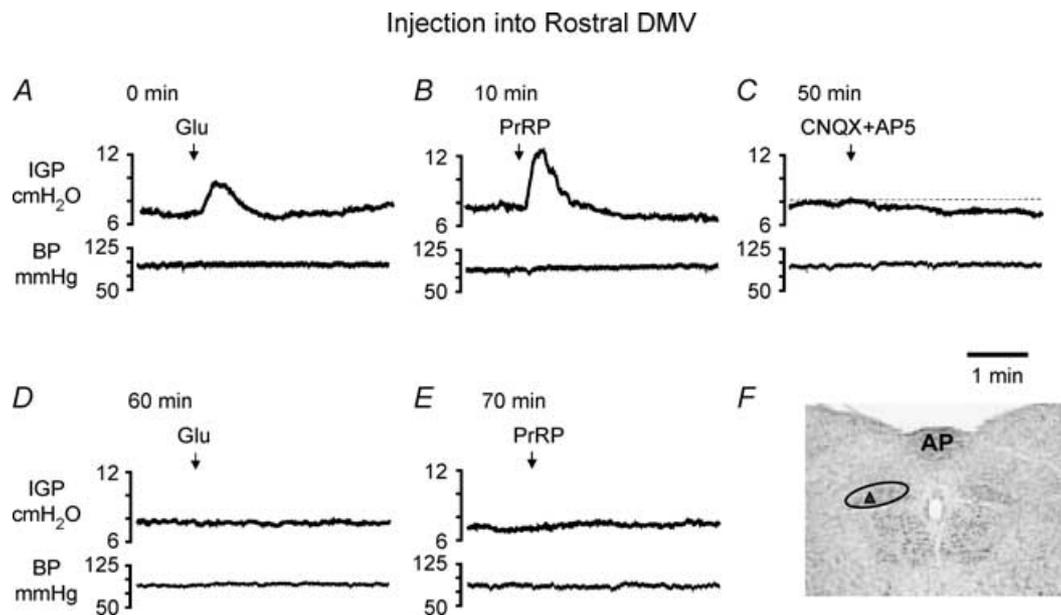 Injection into Rostral DMV
A
0 min
Glu
IGP
cmH2O
12
6
BP
mmHg
125
50
B
10 min
PrRP
12
6
125
50
C
50 min
CNQX+AP5
12
6
125
50
1 min
D
60 min
Glu
IGP
cmH2O
12
6
BP
mmHg
125
50
E
70 min
PrRP
12
6
125
50
F
AP